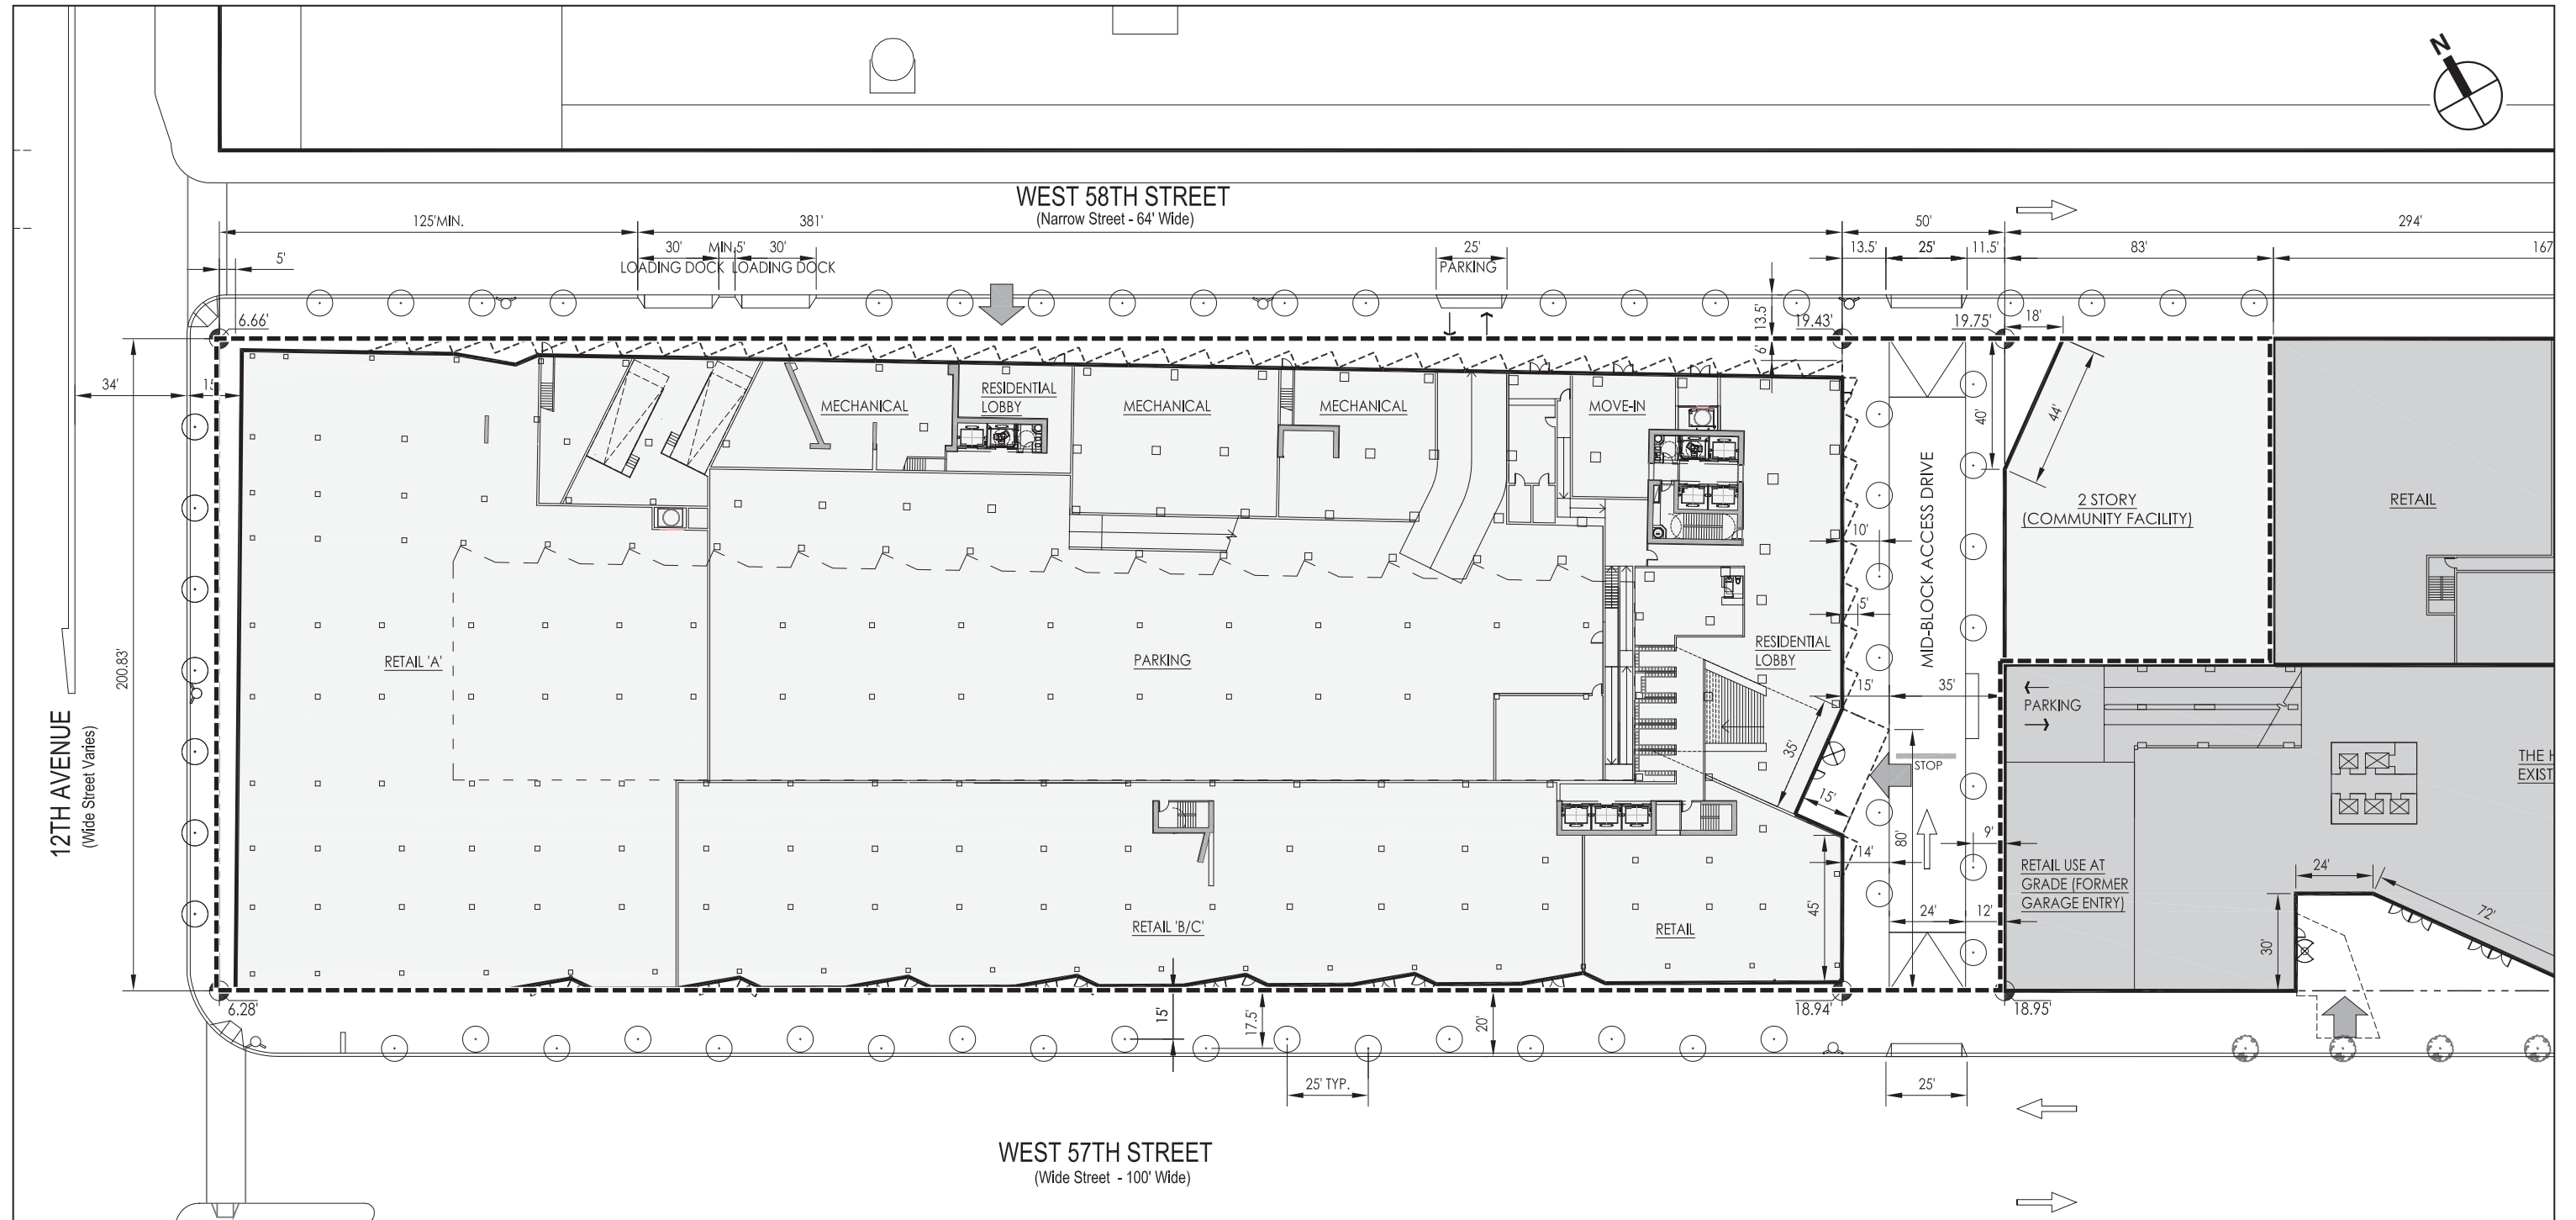 N
WEST 58TH STREET
(Narrow Street - 64' Wide)
125'MIN.
381'
50'
294'
30'
MIN.5'
30'
25'
13.5'
25'
11.5'
83'
167
5'
LOADING DOCK
LOADING DOCK
PARKING
6.66'
13.5'
19.43'
19.75'
18'
6'
34'
15'
RESIDENTIAL
LOBBY
MECHANICAL
MECHANICAL
MECHANICAL
MOVE-IN
40'
44'
MID-BLOCK ACCESS DRIVE
2 STORY
(COMMUNITY FACILITY)
RETAIL
10'
5'
200.83'
RETAIL 'A'
PARKING
RESIDENTIAL
LOBBY
15'
35'
PARKING
12TH AVENUE
(Wide Street Varies)
35'
STOP
15'
THE H
EXIST
80'
14'
9'
RETAIL USE AT
GRADE (FORMER
GARAGE ENTRY)
24'
72'
45'
24'
12'
30'
RETAIL 'B/C'
RETAIL
6.28'
18.94'
18.95'
15'
17.5'
20'
25' TYP.
25'
WEST 57TH STREET
(Wide Street - 100' Wide)